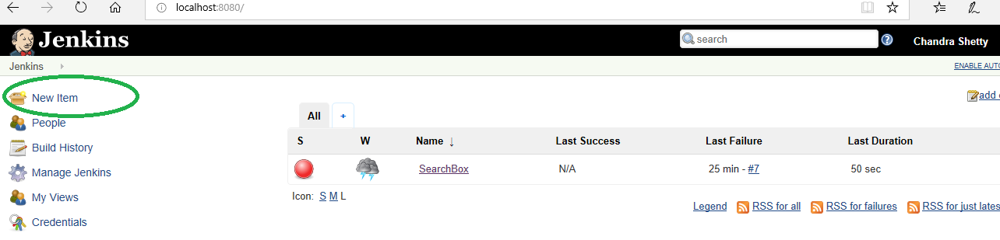 localhost:8080/
Jenkins
search
Chandra Shetty
Jenkins
ENABLE AUTO
New Item
add
People
All
+
S W Name ↓ Last Success Last Failure Last Duration
Build History
SearchBox N/A 25 min - #7 50 sec
Manage Jenkins
My Views
Icon: S M L
Legend RSS for all RSS for failures RSS for just lates
Credentials